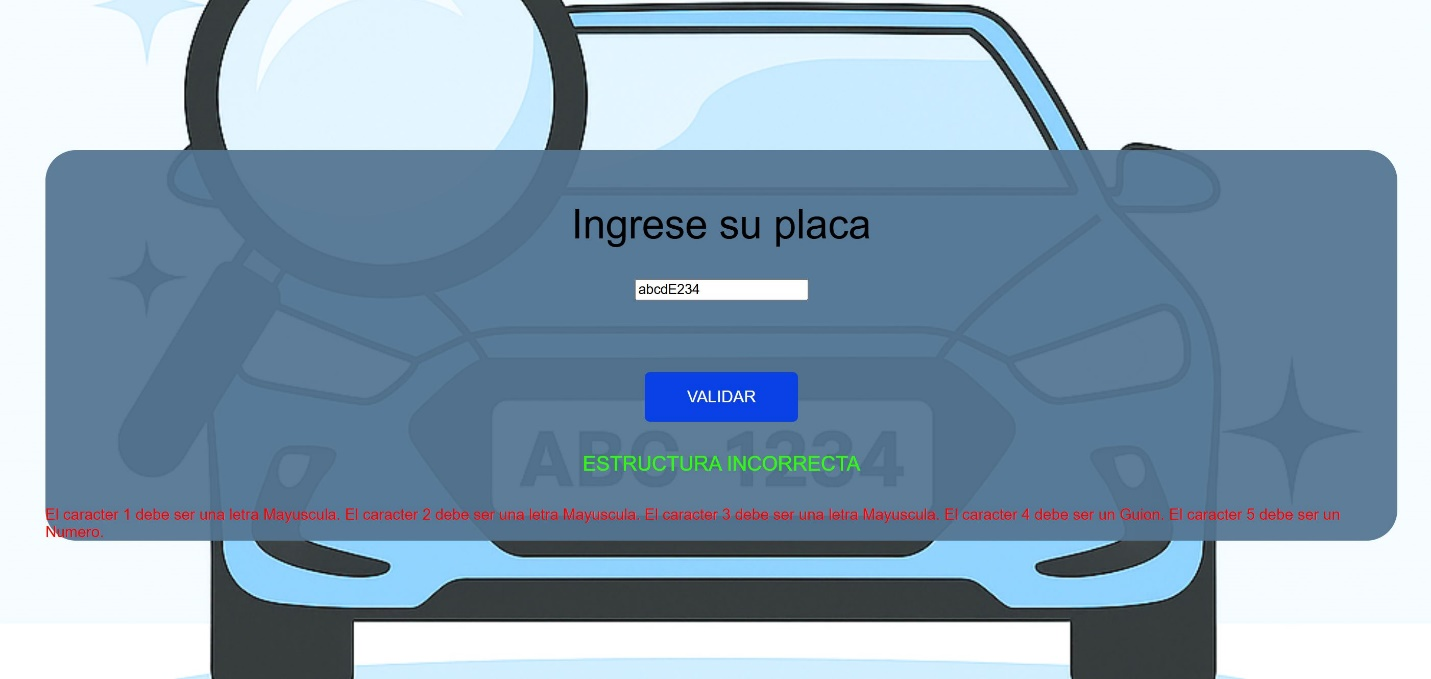 Ingrese su placa
abcdE234
VALIDAR
ABC-1234
ESTRUCTURA INCORRECTA
El caracter 1 debe ser una letra Mayuscula. El caracter 2 debe ser una letra Mayuscula. El caracter 3 debe ser una letra Mayuscula. El caracter 4 debe ser un Guion. El caracter 5 debe ser un
Numero.